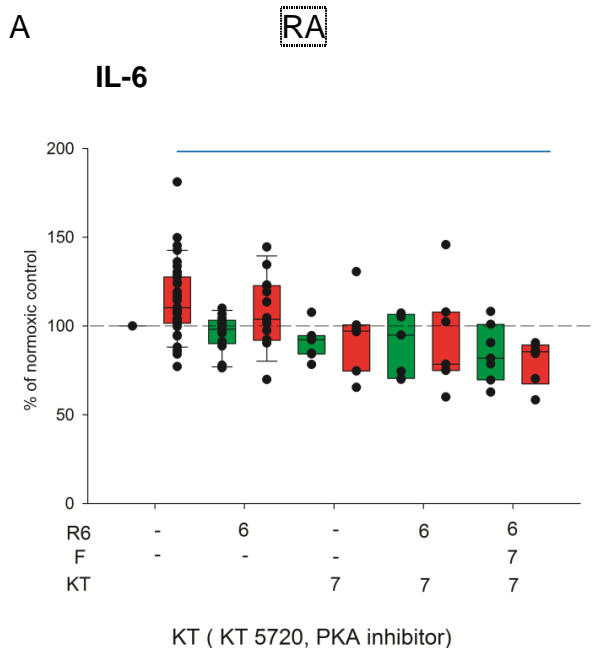 A RA
IL-6
200
150
100
50
0
% of normoxic control
R6 - 6 - 6 6
F - - - 7
KT 7 7 7
KT ( KT 5720, PKA inhibitor)